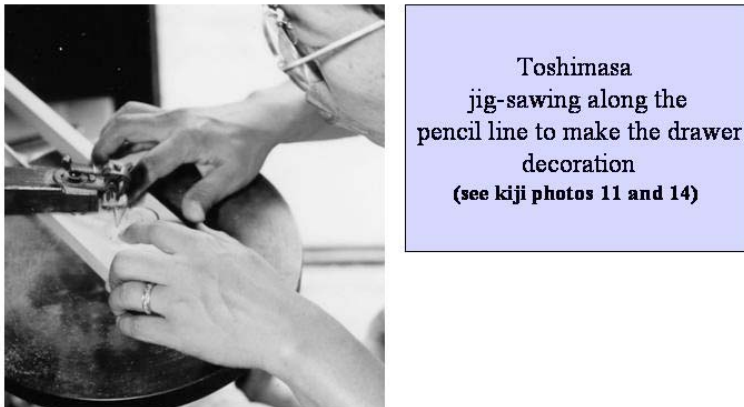 Toshimasa
jig-sawing along the
pencil line to make the drawer
decoration
(see kiji photos 11 and 14)